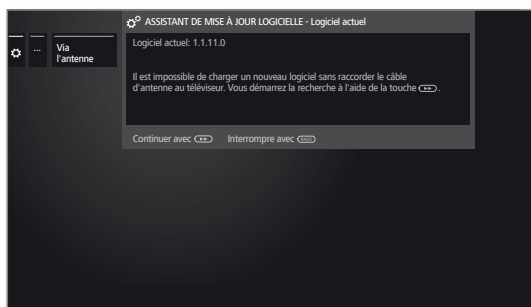 ASSISTANT DE MISE À JOUR LOGICIELLE - Logiciel actuel
... Via
l'antenne
Logiciel actuel: 1.1.11.0
Il est impossible de charger un nouveau logiciel sans raccorder le câble
d'antenne au téléviseur. Vous démarrez la recherche à l'aide de la touche .
Continuer avec Interrompre avec BACK